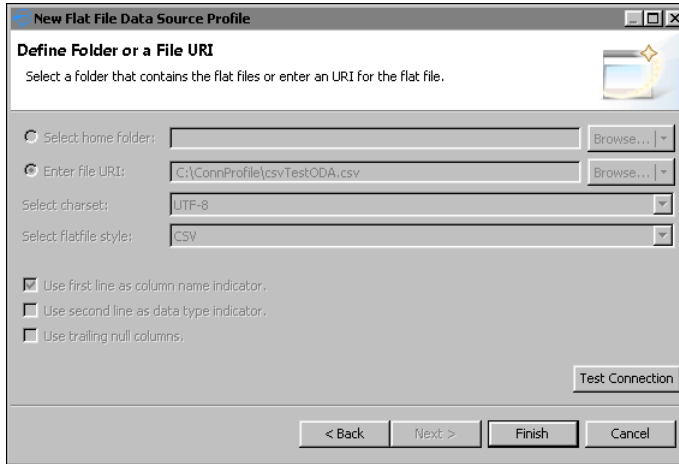 New Flat File Data Source Profile
Define Folder or a File URI
Select a folder that contains the flat files or enter an URI for the flat file.
Select home folder:
Browse...
Enter file URI:
C:\ConnProfile\csvTestODA.csv
Browse...
Select charset:
UTF-8
Select flatfile style:
CSV
Use first line as column name indicator.
Use second line as data type indicator.
Use trailing null columns.
Test Connection
< Back
Next >
Finish
Cancel